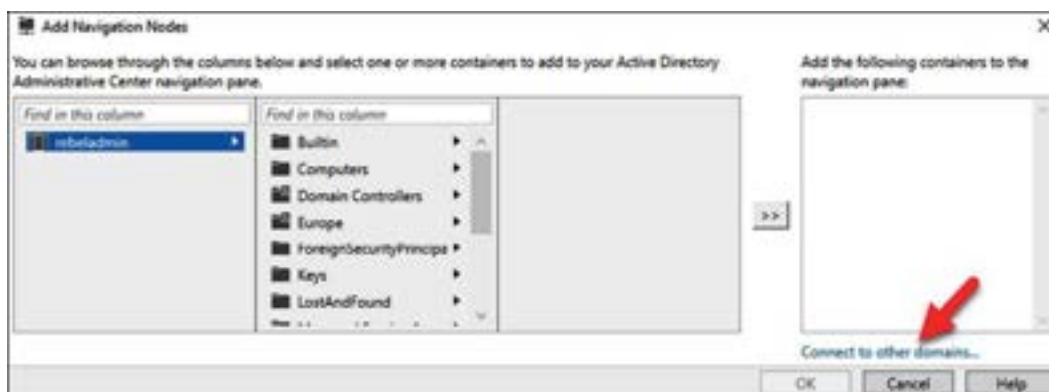 Add Navigation Nodes
You can browse through the columns below and select one or more containers to add to your Active Directory
Administrative Center navigation pane.
Add the following containers to the
navigation pane:
Find in this column
rebeladmin
Find in this column
Builtin
Computers
Domain Controllers
Europe
ForeignSecurityPrincipa
Keys
LostAndFound
>>
Connect to other domains...
OK
Cancel
Help